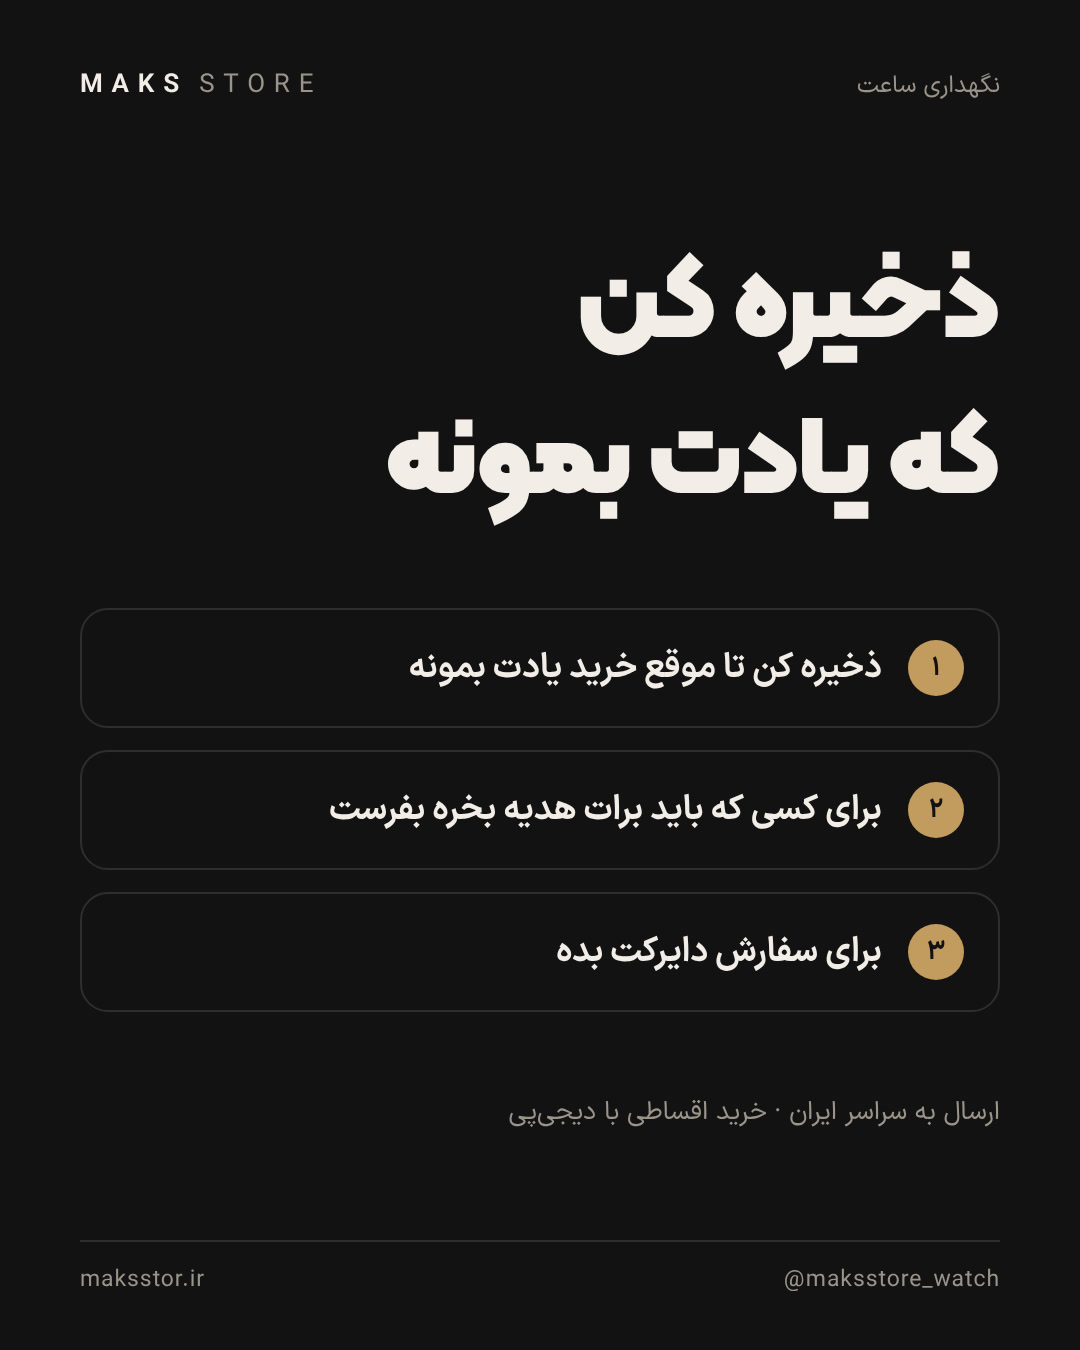 MAKS STORE
نگهداری ساعت
ذخیره کن
که یادت بمونه
۱ ذخیره کن تا موقع خرید یادت بمونه
۲ برای کسی که باید برات هدیه بخره بفرست
۳ برای سفارش دایرکت بده
ارسال به سراسر ایران · خرید اقساطی با دیجی‌پی
maksstor.ir
@maksstore_watch